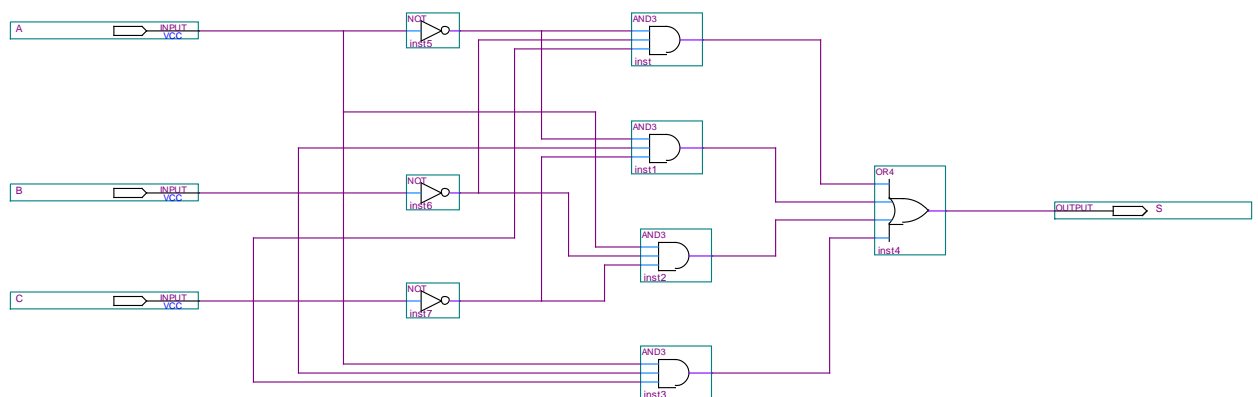 A
INPUT
VCC
NOT
inst5
AND3
inst
AND3
inst1
OR4
inst4
OUTPUT
S
B
INPUT
VCC
NOT
inst6
AND3
inst2
C
INPUT
VCC
NOT
inst7
AND3
inst3